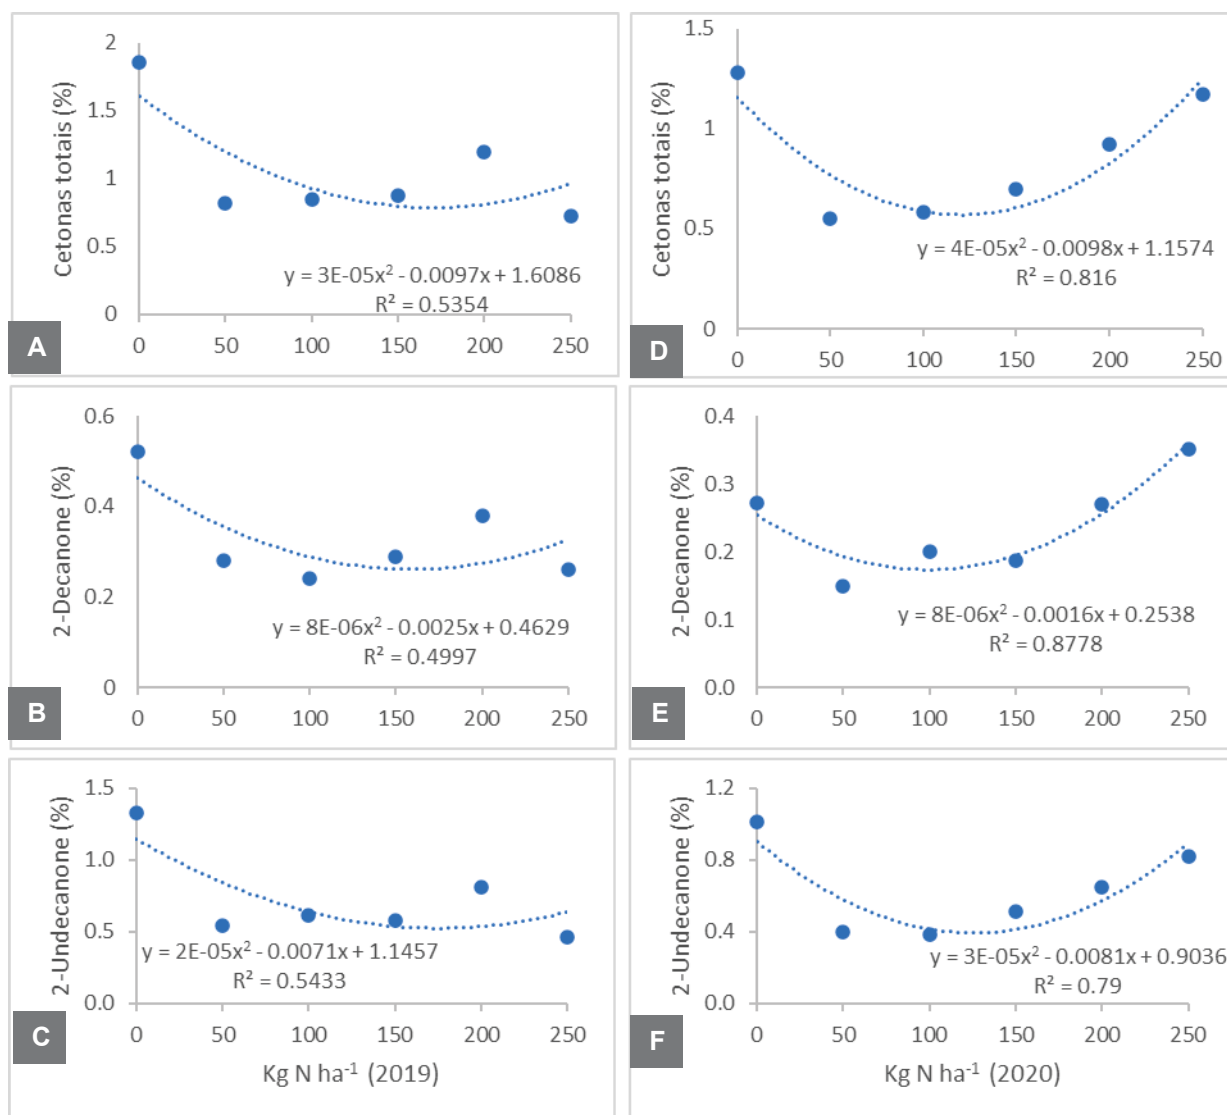 Cetonas totais (%)
2
1.5
1
0.5
0
y = 3E-05x² - 0.0097x + 1.6086
R² = 0.5354
0 50 100 150 200 250
A
Cetonas totais (%)
1.5
1
0.5
0
y = 4E-05x² - 0.0098x + 1.1574
R² = 0.816
0 50 100 150 200 250
D
2-Decanone (%)
0.6
0.4
0.2
0
y = 8E-06x² - 0.0025x + 0.4629
R² = 0.4997
0 50 100 150 200 250
B
2-Decanone (%)
0.4
0.3
0.2
0.1
0.0
y = 8E-06x² - 0.0016x + 0.2538
R² = 0.8778
0 50 100 150 200 250
E
2-Undecanone (%)
1.5
1.0
0.5
0.0
y = 2E-05x² - 0.0071x + 1.1457
R² = 0.5433
0 50 100 150 200 250
C
Kg N ha⁻¹ (2019)
2-Undecanone (%)
1.2
0.8
0.4
0.0
y = 3E-05x² - 0.0081x + 0.9036
R² = 0.79
0 50 100 150 200 250
F
Kg N ha⁻¹ (2020)